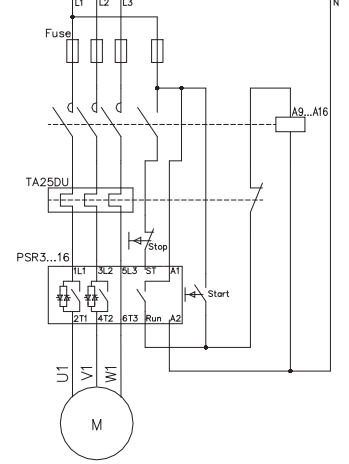 L1 L2 L3 N
Fuse
A9...A16
TA25DU
Stop
PSR3...16
1L1 3L2 5L3 ST A1
Start
2T1 4T2 6T3 Run A2
U1 V1 W1
M